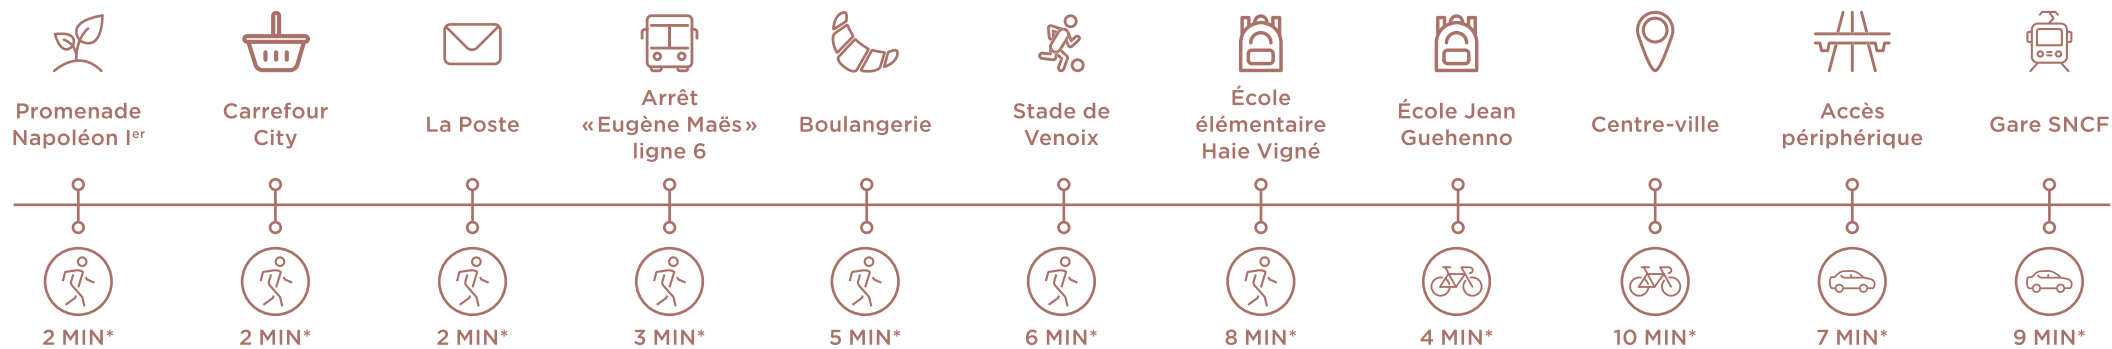 Promenade
Napoléon Ier
Carrefour
City
La Poste
Arrêt
«Eugène Maës»
ligne 6
Boulangerie
Stade de
Venoix
École
élémentaire
Haie Vigné
École Jean
Guehenno
Centre-ville
Accès
périphérique
Gare SNCF
2 MIN*
2 MIN*
2 MIN*
3 MIN*
5 MIN*
6 MIN*
8 MIN*
4 MIN*
10 MIN*
7 MIN*
9 MIN*